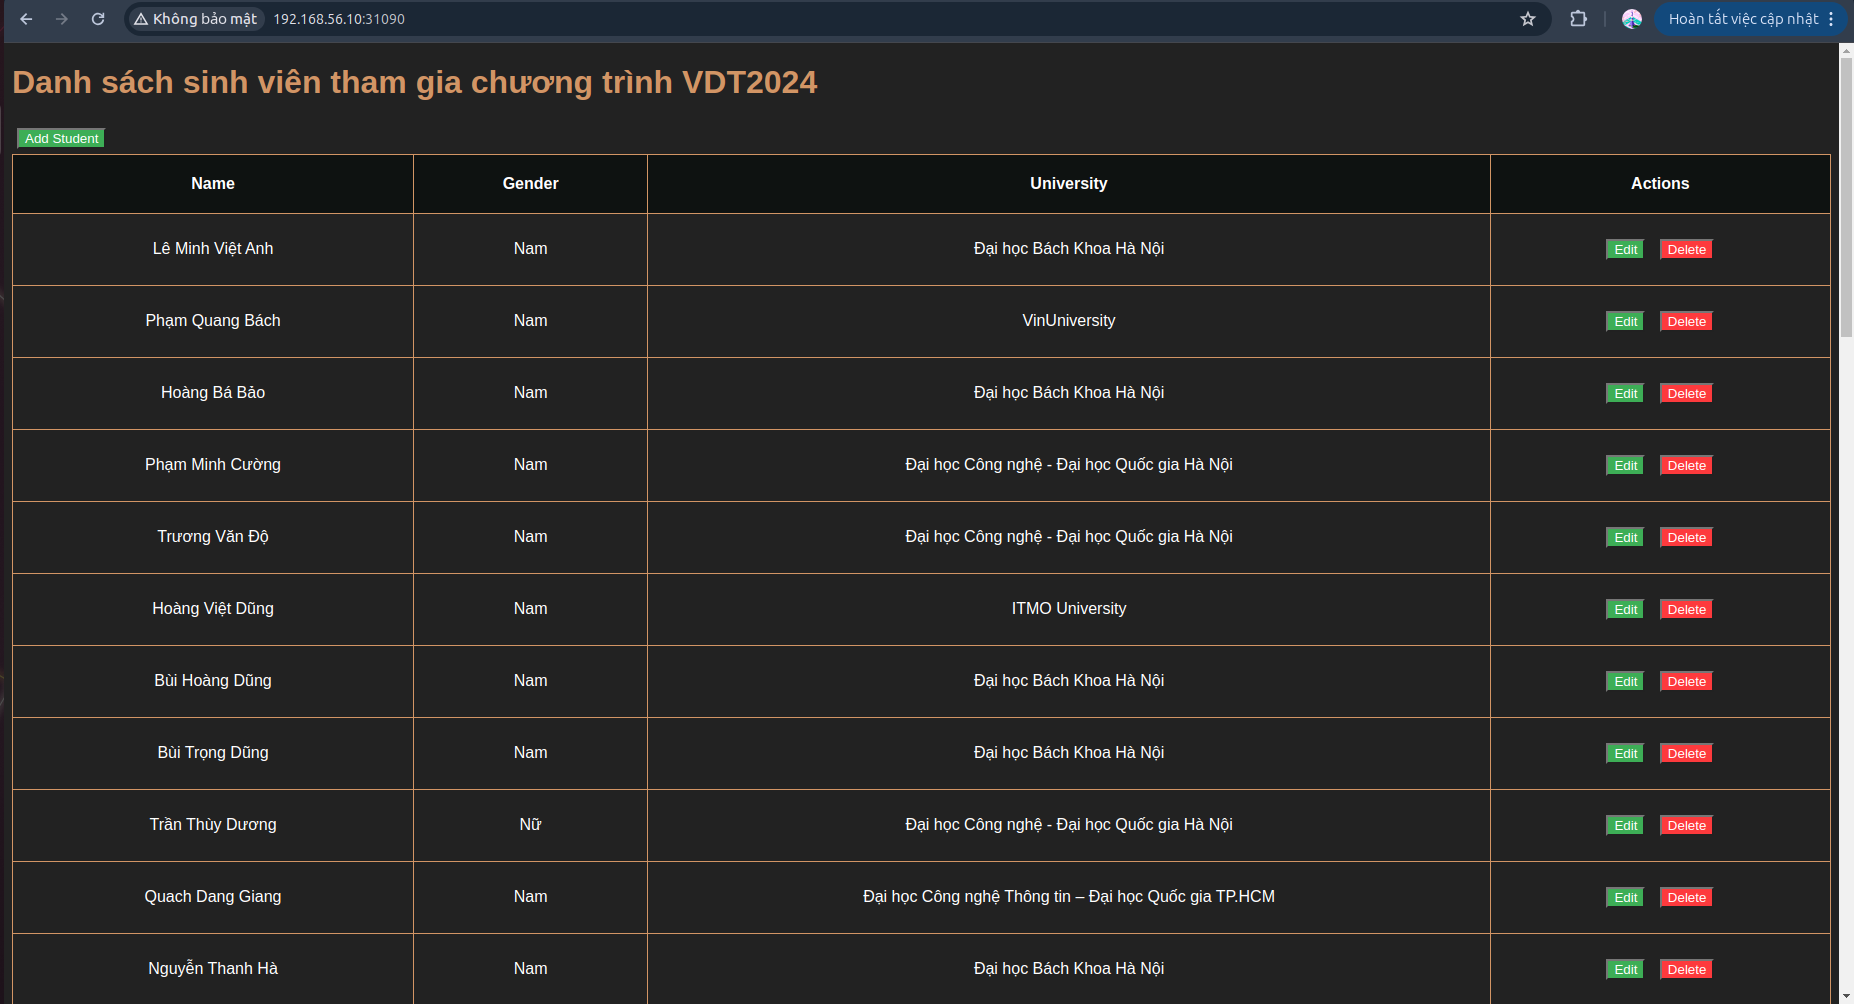 Không bảo mật 192.168.56.10:31090 Hoàn tất việc cập nhật
Danh sách sinh viên tham gia chương trình VDT2024
Add Student
Name Gender University Actions
Lê Minh Việt Anh Nam Đại học Bách Khoa Hà Nội Edit Delete
Phạm Quang Bách Nam VinUniversity Edit Delete
Hoàng Bá Bảo Nam Đại học Bách Khoa Hà Nội Edit Delete
Phạm Minh Cường Nam Đại học Công nghệ - Đại học Quốc gia Hà Nội Edit Delete
Trương Văn Độ Nam Đại học Công nghệ - Đại học Quốc gia Hà Nội Edit Delete
Hoàng Việt Dũng Nam ITMO University Edit Delete
Bùi Hoàng Dũng Nam Đại học Bách Khoa Hà Nội Edit Delete
Bùi Trọng Dũng Nam Đại học Bách Khoa Hà Nội Edit Delete
Trần Thùy Dương Nữ Đại học Công nghệ - Đại học Quốc gia Hà Nội Edit Delete
Quach Dang Giang Nam Đại học Công nghệ Thông tin – Đại học Quốc gia TP.HCM Edit Delete
Nguyễn Thanh Hà Nam Đại học Bách Khoa Hà Nội Edit Delete